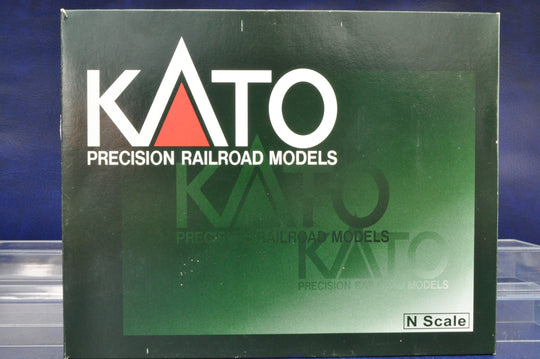 KATO
PRECISION RAILROAD MODELS
KATO
PRECISION RAILROAD MODELS
KATO
PRECISION RAILROAD MODELS
N Scale